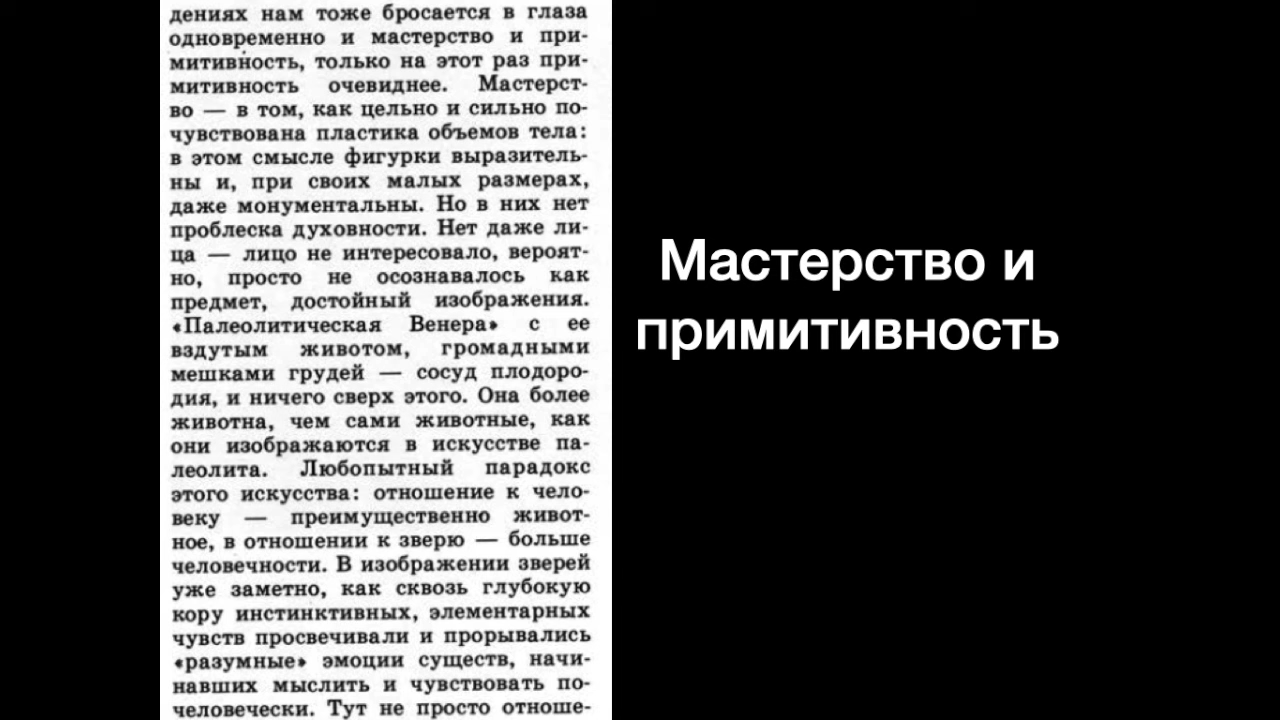 дениях нам тоже бросается в глаза
одновременно и мастерство и при-
митивность, только на этот раз при-
митивность очевиднее. Мастерст-
во — в том, как цельно и сильно по-
чувствована пластика объемов тела:
в этом смысле фигурки выразитель-
ны и, при своих малых размерах,
даже монументальны. Но в них нет
проблеска духовности. Нет даже ли-
ца — лицо не интересовало, вероят-
но, просто не осознавалось как
предмет, достойный изображения.
«Палеолитическая Венера» с ее
вздутым животом, громадными
мешками грудей — сосуд плодоро-
дия, и ничего сверх этого. Она более
животна, чем сами животные, как
они изображаются в искусстве па-
леолита. Любопытный парадокс
этого искусства: отношение к чело-
веку — преимущественно живот-
ное, в отношении к зверю — больше
человечности. В изображении зверей
уже заметно, как сквозь глубокую
кору инстинктивных, элементарных
чувств просвечивали и прорывались
«разумные» эмоции существ, начи-
навших мыслить и чувствовать по-
человечески. Тут не просто отноше-
Мастерство и
примитивность